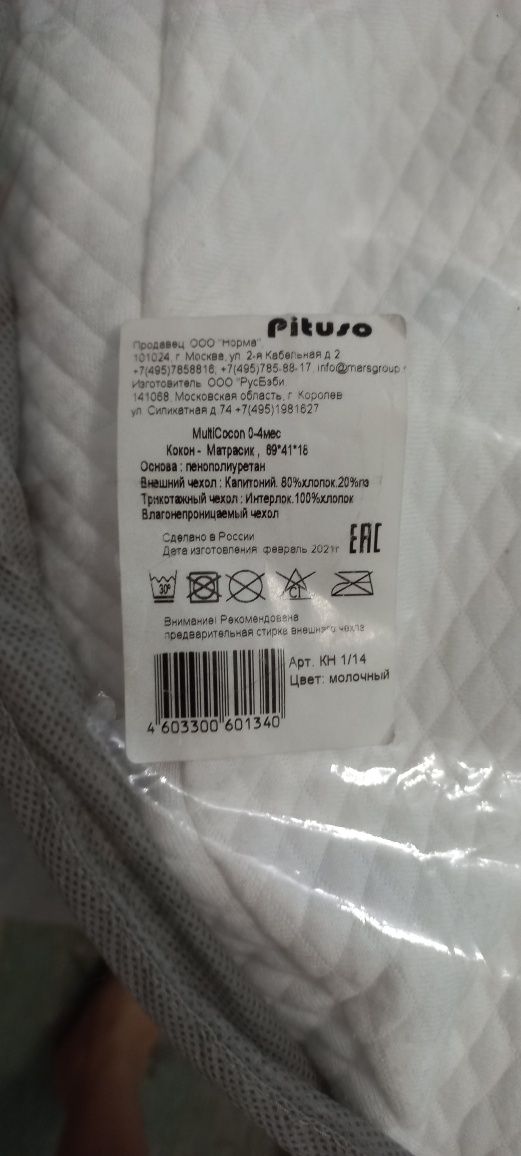 Pituso
Продавец ООО "Норма"
101024, г. Москва, ул. 2-я Кабельная д 2
+7(495)7858816, +7(495)785-88-17, info@marsgroup
Изготовитель ООО "РусБэби
141068, Московская область, г Королев
ул. Силикатная д 74 +7(495)1981627
MultiCocon 0-4мес
Кокон - Матрасик, 69*41*18
Основа : пенополиуретан
Внешний чехол : Капитоний. 80%хлопок.20%пэ
Трикотажный чехол : Интерлок.100%хлопок
Влагонепроницаемый чехол
Сделано в России
Дата изготовления февраль 2021г
EAC
30°
Cl
Внимание! Рекомендована
предварительная стирка внешнего чехла
Арт. КН 1/14
Цвет: молочный
4 603300 601340